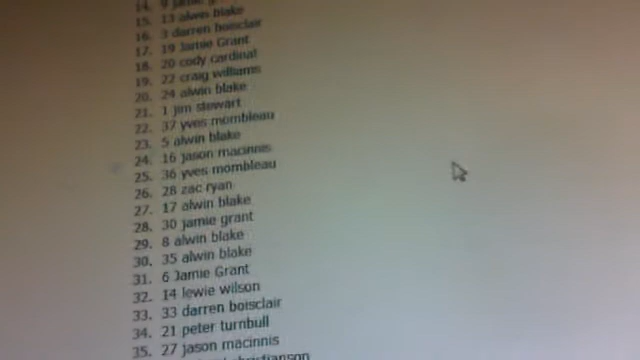 14. 9 jamie g
15. 13 alwin blake
16. 3 darren boisclair
17. 19 Jamie Grant
18. 20 cody cardinal
19. 22 craig williams
20. 24 alwin blake
21. 1 jim stewart
22. 37 yves mombleau
23. 5 alwin blake
24. 16 jason macinnis
25. 36 yves mombleau
26. 28 zac ryan
27. 17 alwin blake
28. 30 jamie grant
29. 8 alwin blake
30. 35 alwin blake
31. 6 Jamie Grant
32. 14 lewie wilson
33. 33 darren boisclair
34. 21 peter turnbull
35. 27 jason macinnis
christianson